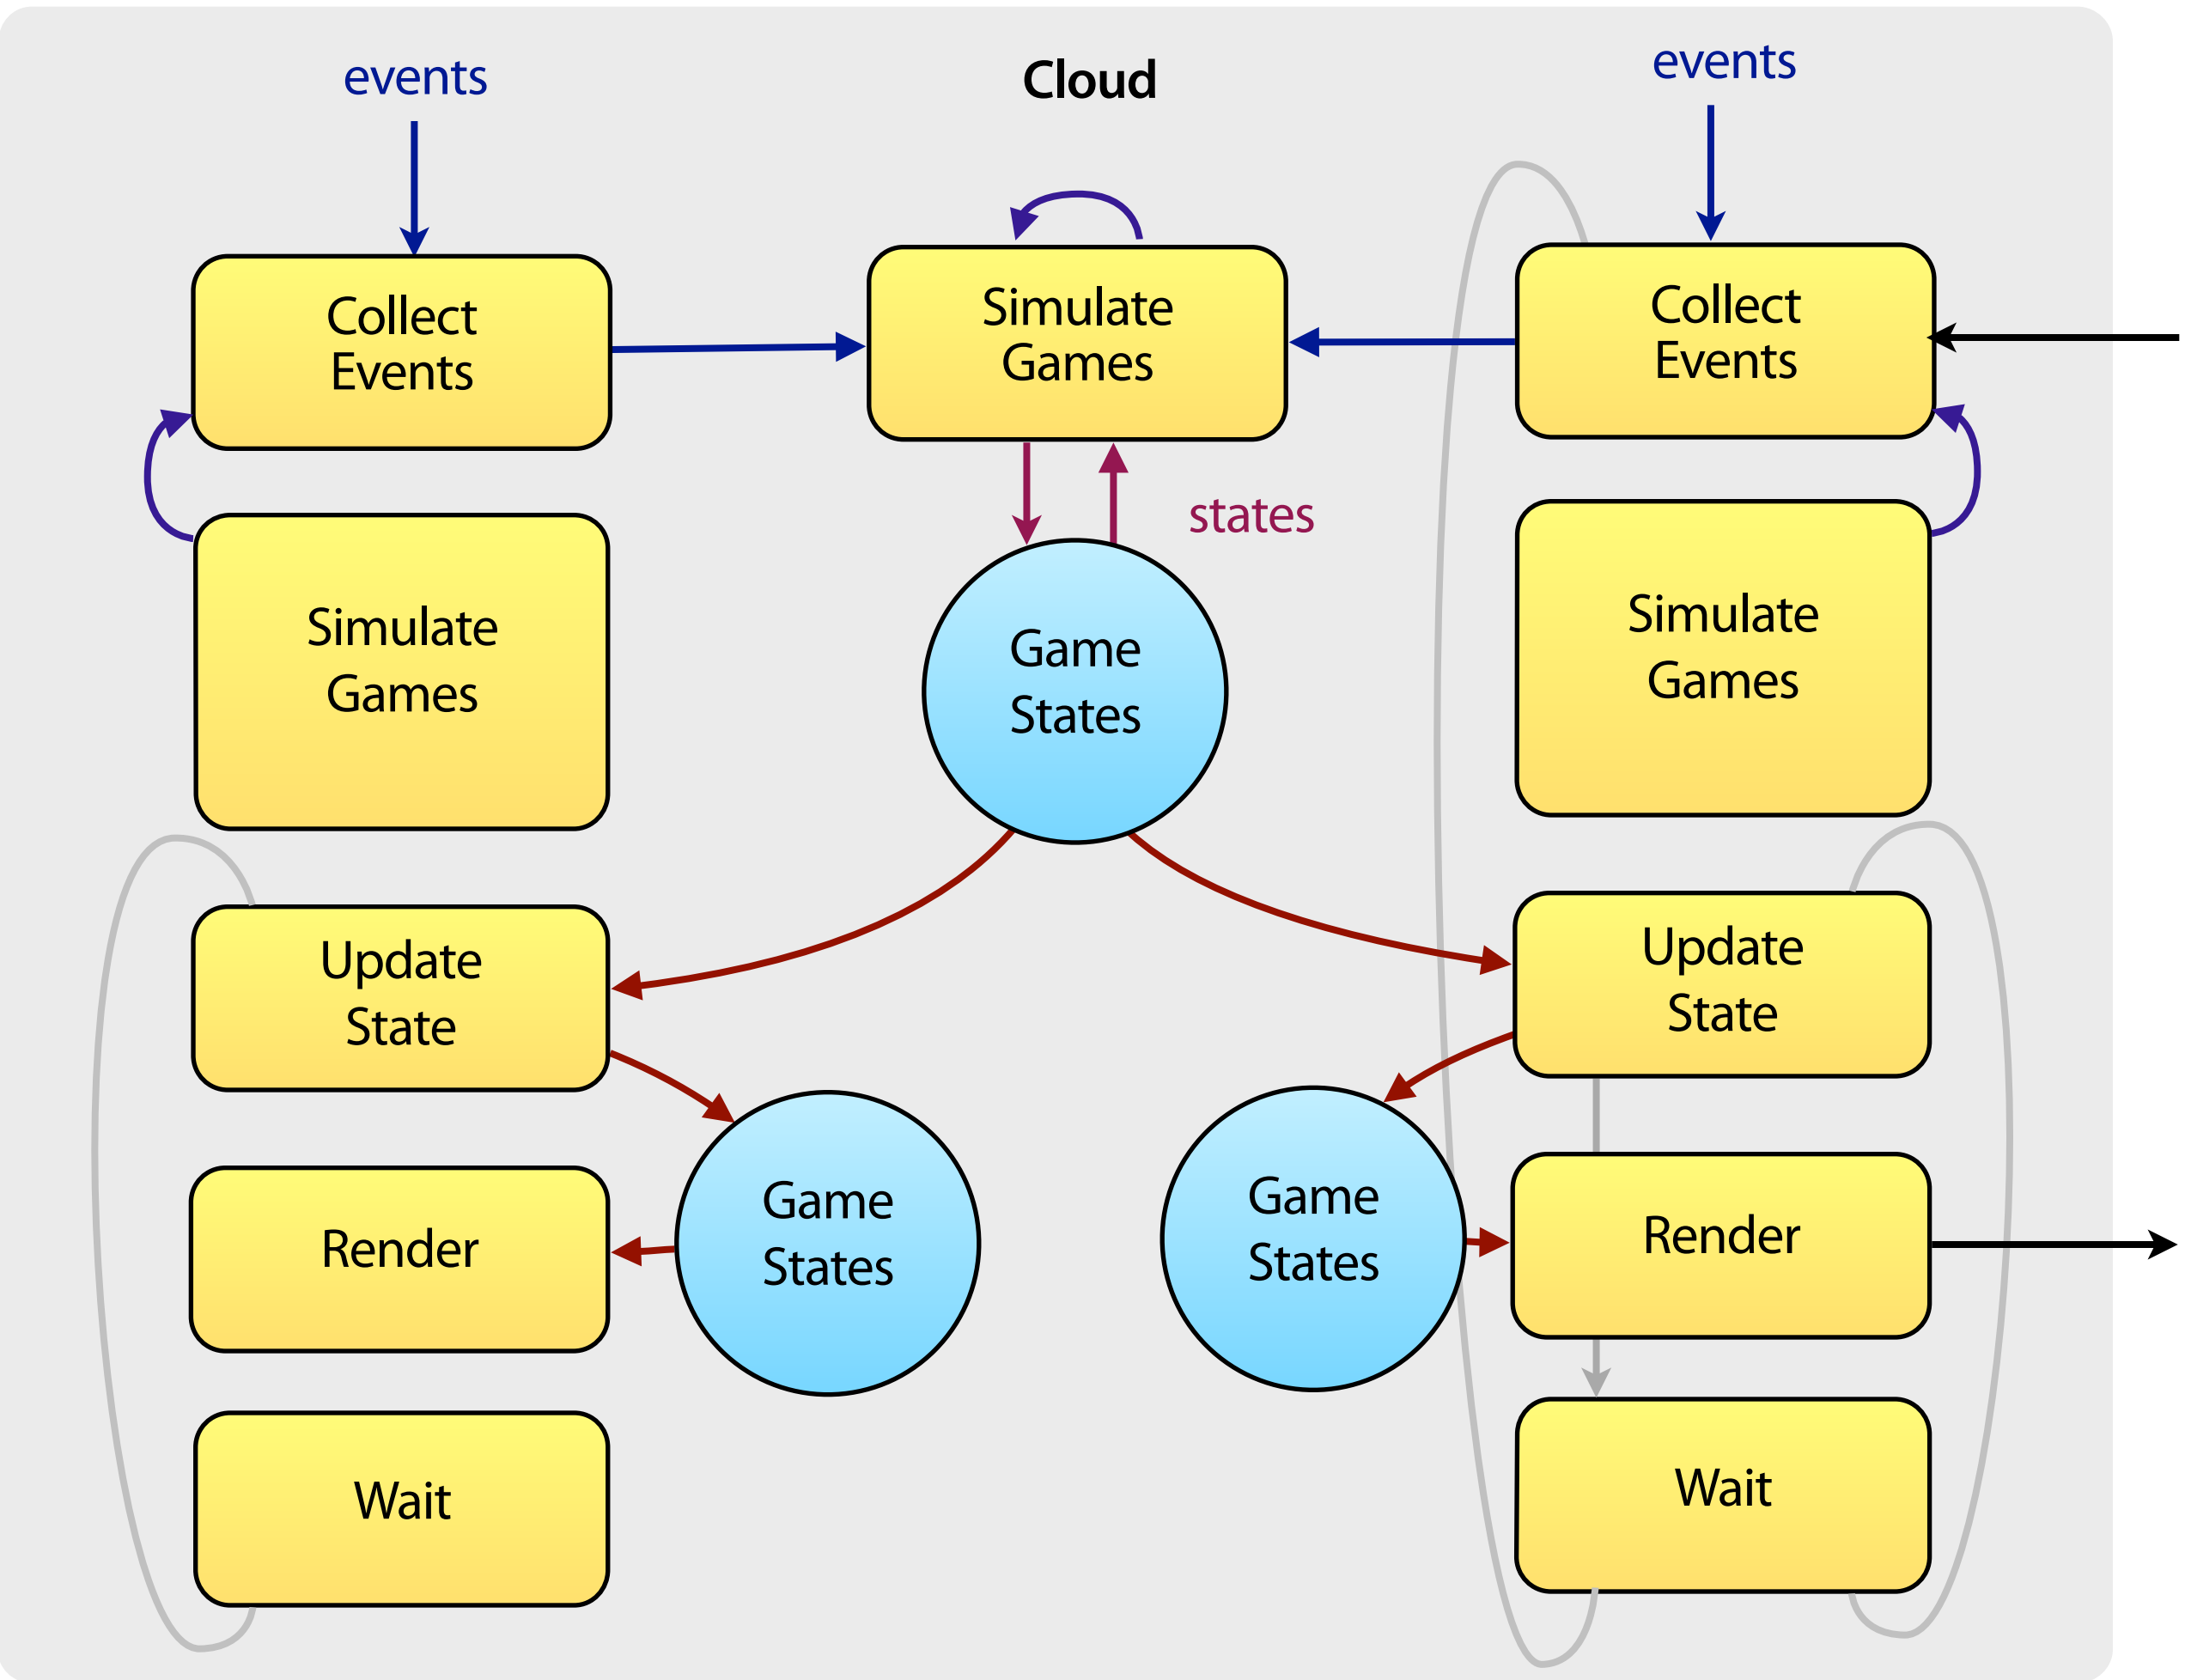 events
Cloud
events
Collect
Events
Simulate
Games
Collect
Events
states
Simulate
Games
Game
States
Simulate
Games
Update
State
Update
State
Render
Game
States
Game
States
Render
Wait
Wait